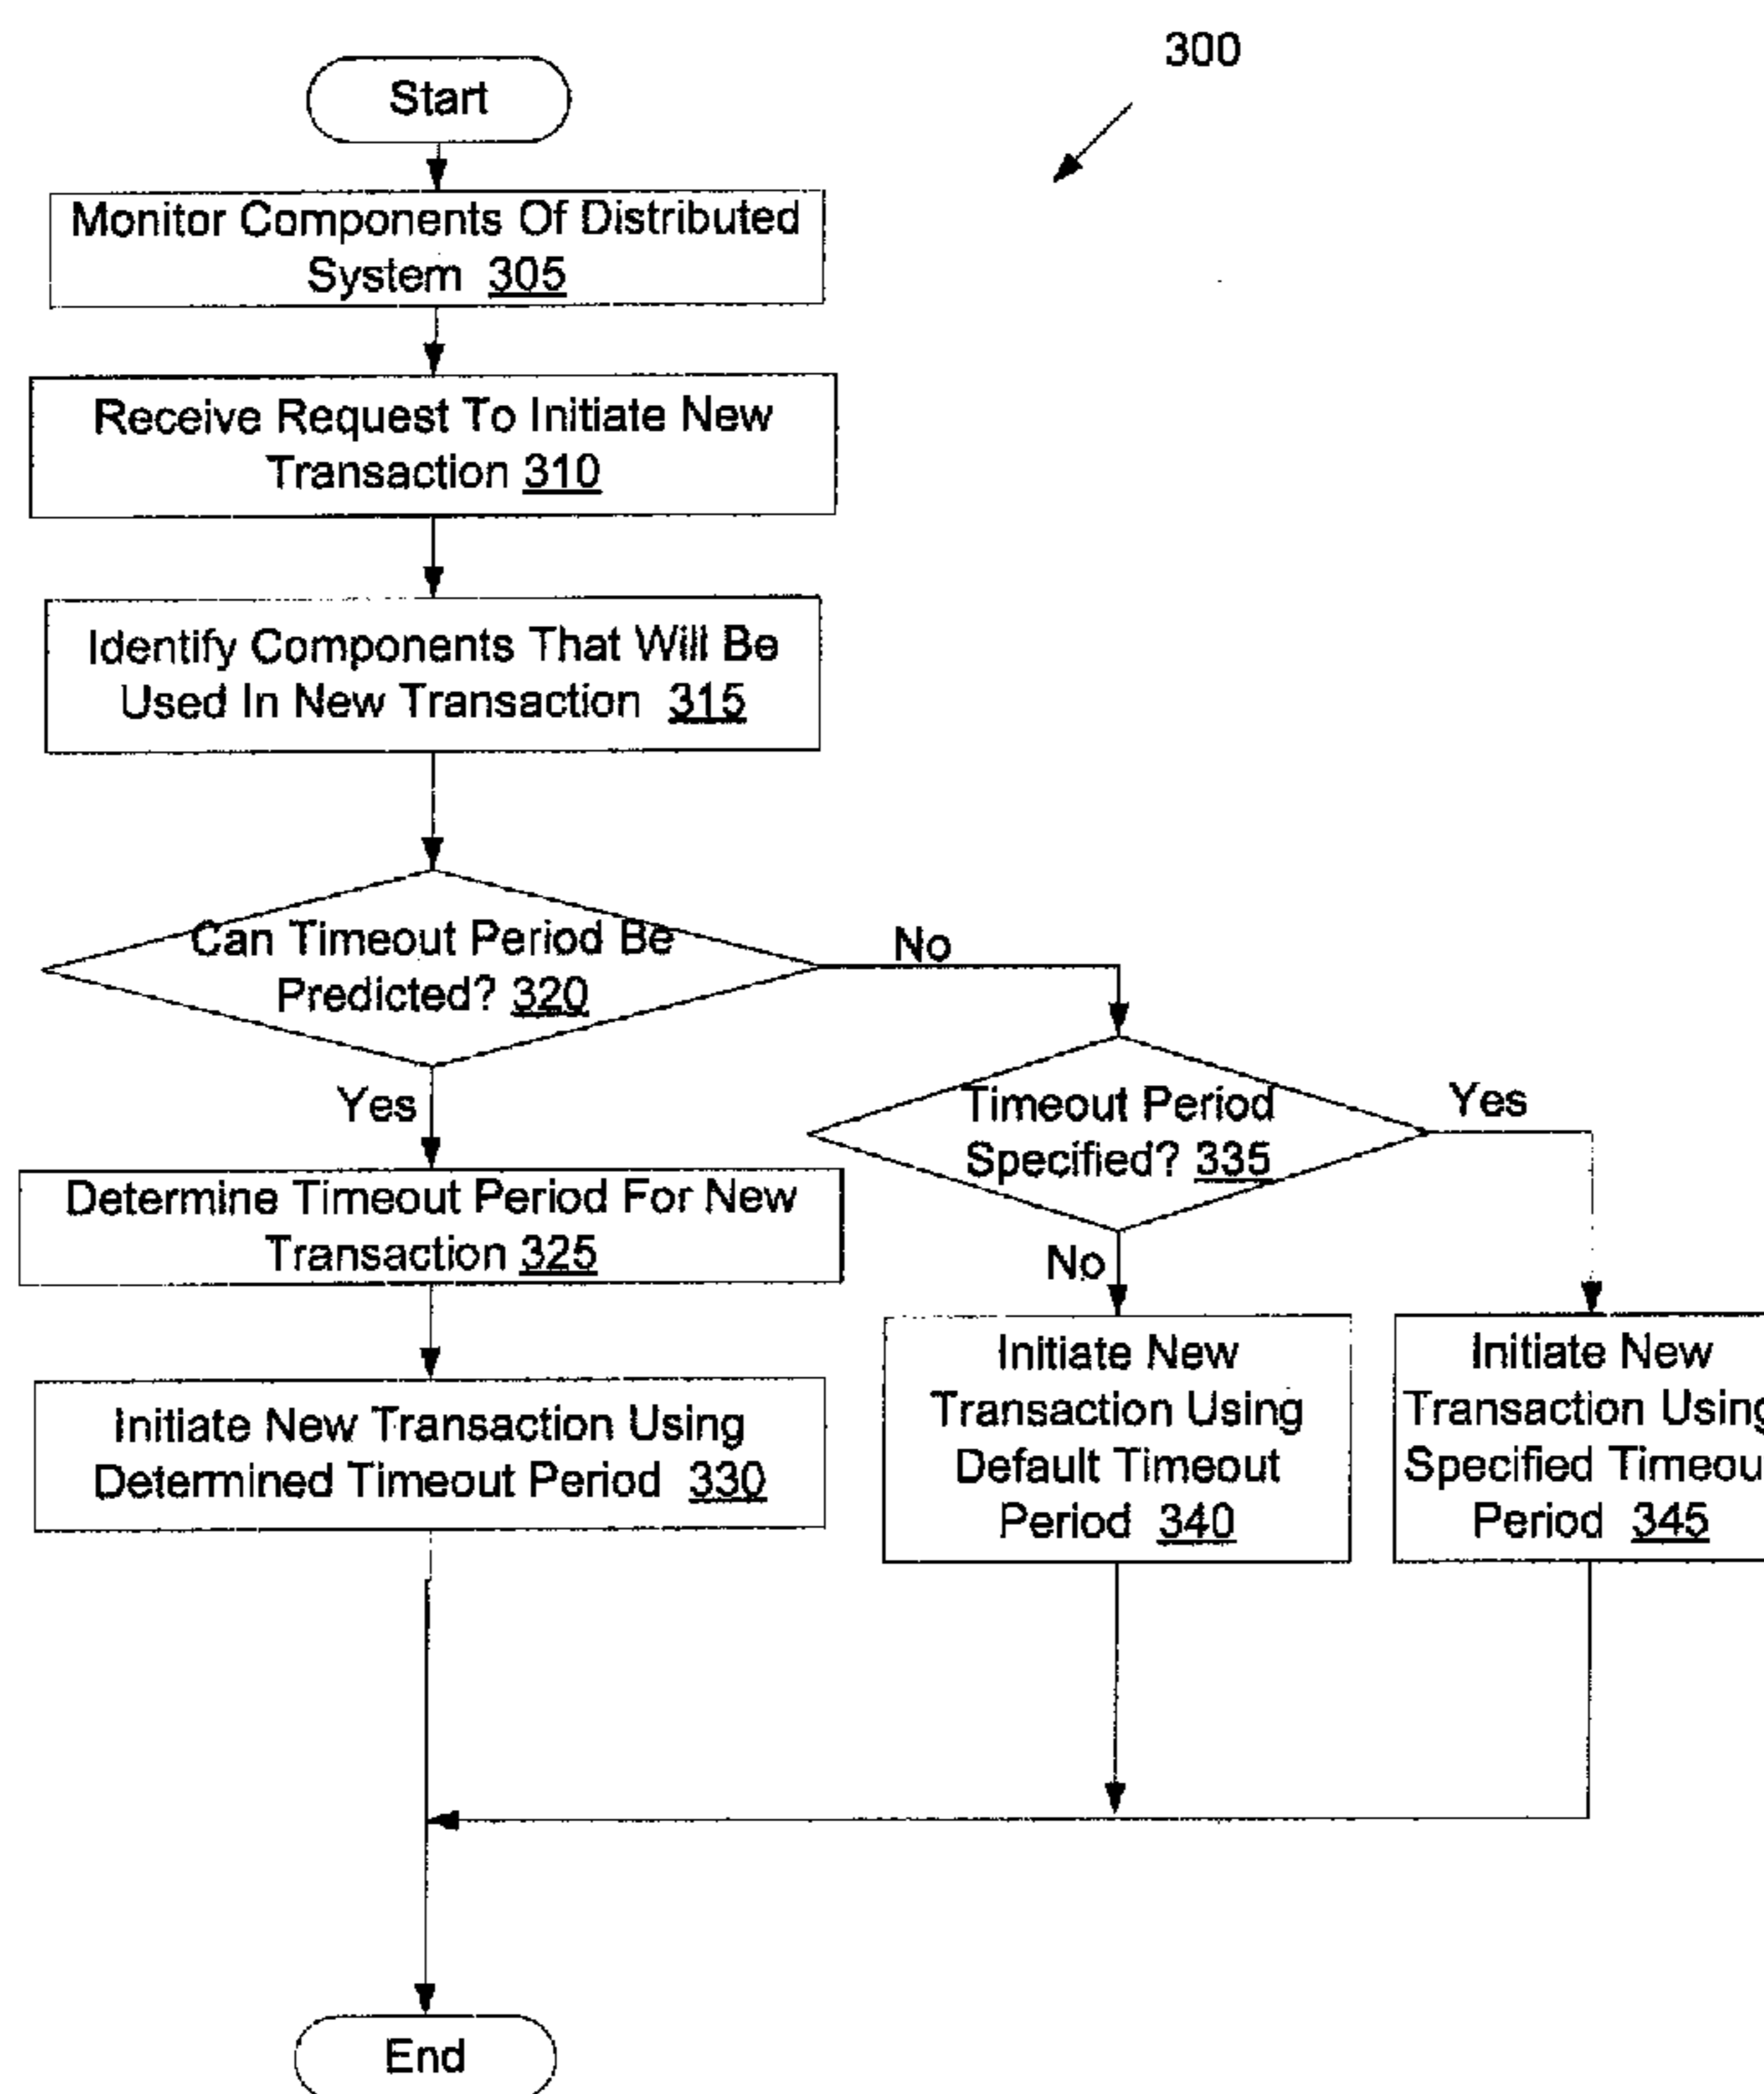 300
Start
Monitor Components Of Distributed
System 305
Receive Request To Initiate New
Transaction 310
Identify Components That Will Be
Used In New Transaction 315
Can Timeout Period Be
Predicted? 320
No
Yes
Timeout Period
Specified? 335
Yes
No
Determine Timeout Period For New
Transaction 325
Initiate New Transaction Using
Determined Timeout Period 330
Initiate New
Transaction Using
Default Timeout
Period 340
Initiate New
Transaction Using
Specified Timeou
Period 345
End